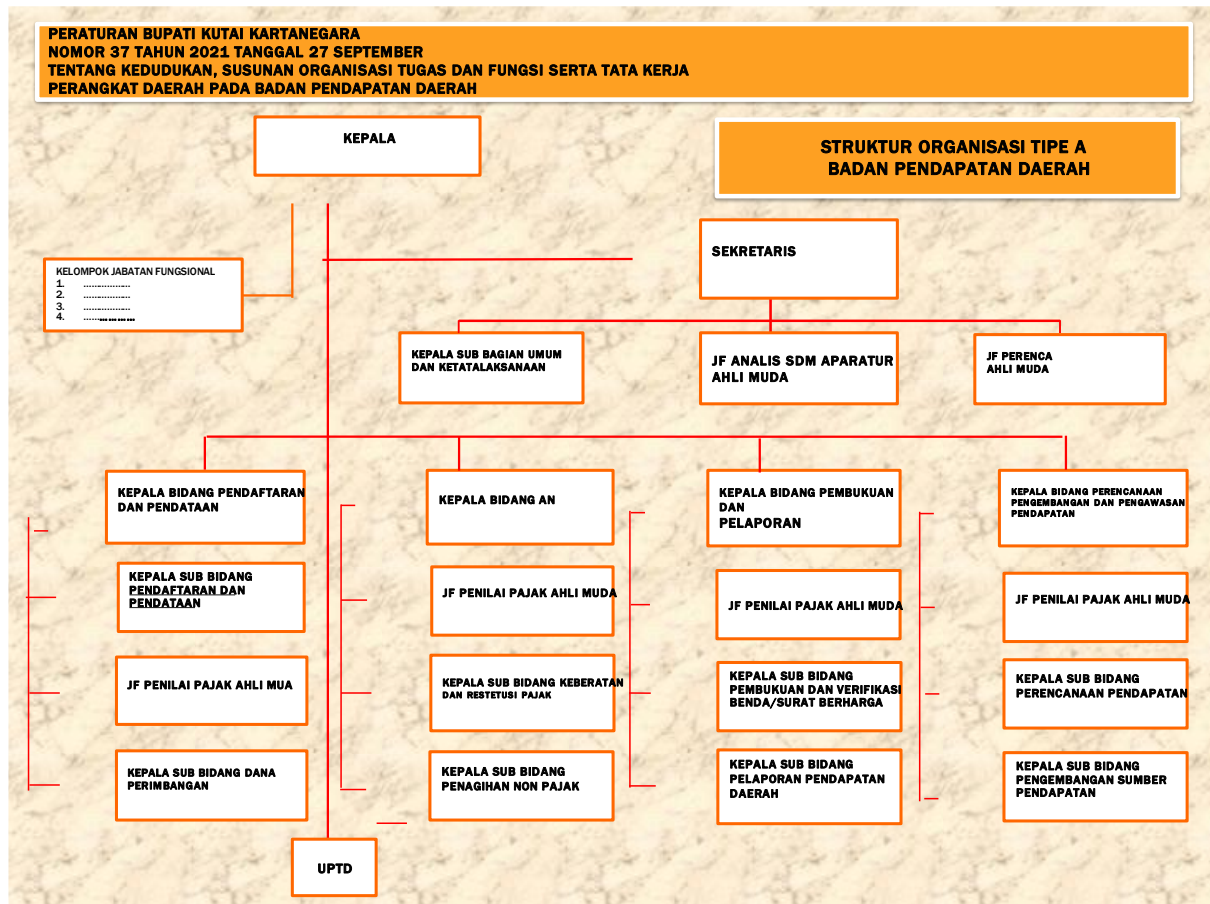 PERATURAN BUPATI KUTAI KARTANEGARA
NOMOR 37 TAHUN 2021 TANGGAL 27 SEPTEMBER
TENTANG KEDUDUKAN, SUSUNAN ORGANISASI TUGAS DAN FUNGSI SERTA TATA KERJA
PERANGKAT DAERAH PADA BADAN PENDAPATAN DAERAH
KEPALA
STRUKTUR ORGANISASI TIPE A
BADAN PENDAPATAN DAERAH
SEKRETARIS
KELOMPOK JABATAN FUNGSIONAL
1. ..................
2. ..................
3. ..................
4. ..................
KEPALA SUB BAGIAN UMUM
DAN KETATALAKSANAAN
JF ANALIS SDM APARATUR
AHLI MUDA
JF PERENCA
AHLI MUDA
KEPALA BIDANG PENDAFTARAN
DAN PENDATAAN
KEPALA BIDANG AN
KEPALA BIDANG PEMBUKUAN
DAN
PELAPORAN
KEPALA BIDANG PERENCANAAN
PENGEMBANGAN DAN PENGAWASAN
PENDAPATAN
KEPALA SUB BIDANG
PENDAFTARAN DAN
PENDATAAN
JF PENILAI PAJAK AHLI MUDA
JF PENILAI PAJAK AHLI MUDA
JF PENILAI PAJAK AHLI MUDA
JF PENILAI PAJAK AHLI MUA
KEPALA SUB BIDANG KEBERATAN
DAN RESTETUSI PAJAK
KEPALA SUB BIDANG
PEMBUKUAN DAN VERIFIKASI
BENDA/SURAT BERHARGA
KEPALA SUB BIDANG
PERENCANAAN PENDAPATAN
KEPALA SUB BIDANG DANA
PERIMBANGAN
KEPALA SUB BIDANG
PENAGIHAN NON PAJAK
KEPALA SUB BIDANG
PELAPORAN PENDAPATAN
DAERAH
KEPALA SUB BIDANG
PENGEMBANGAN SUMBER
PENDAPATAN
UPTD